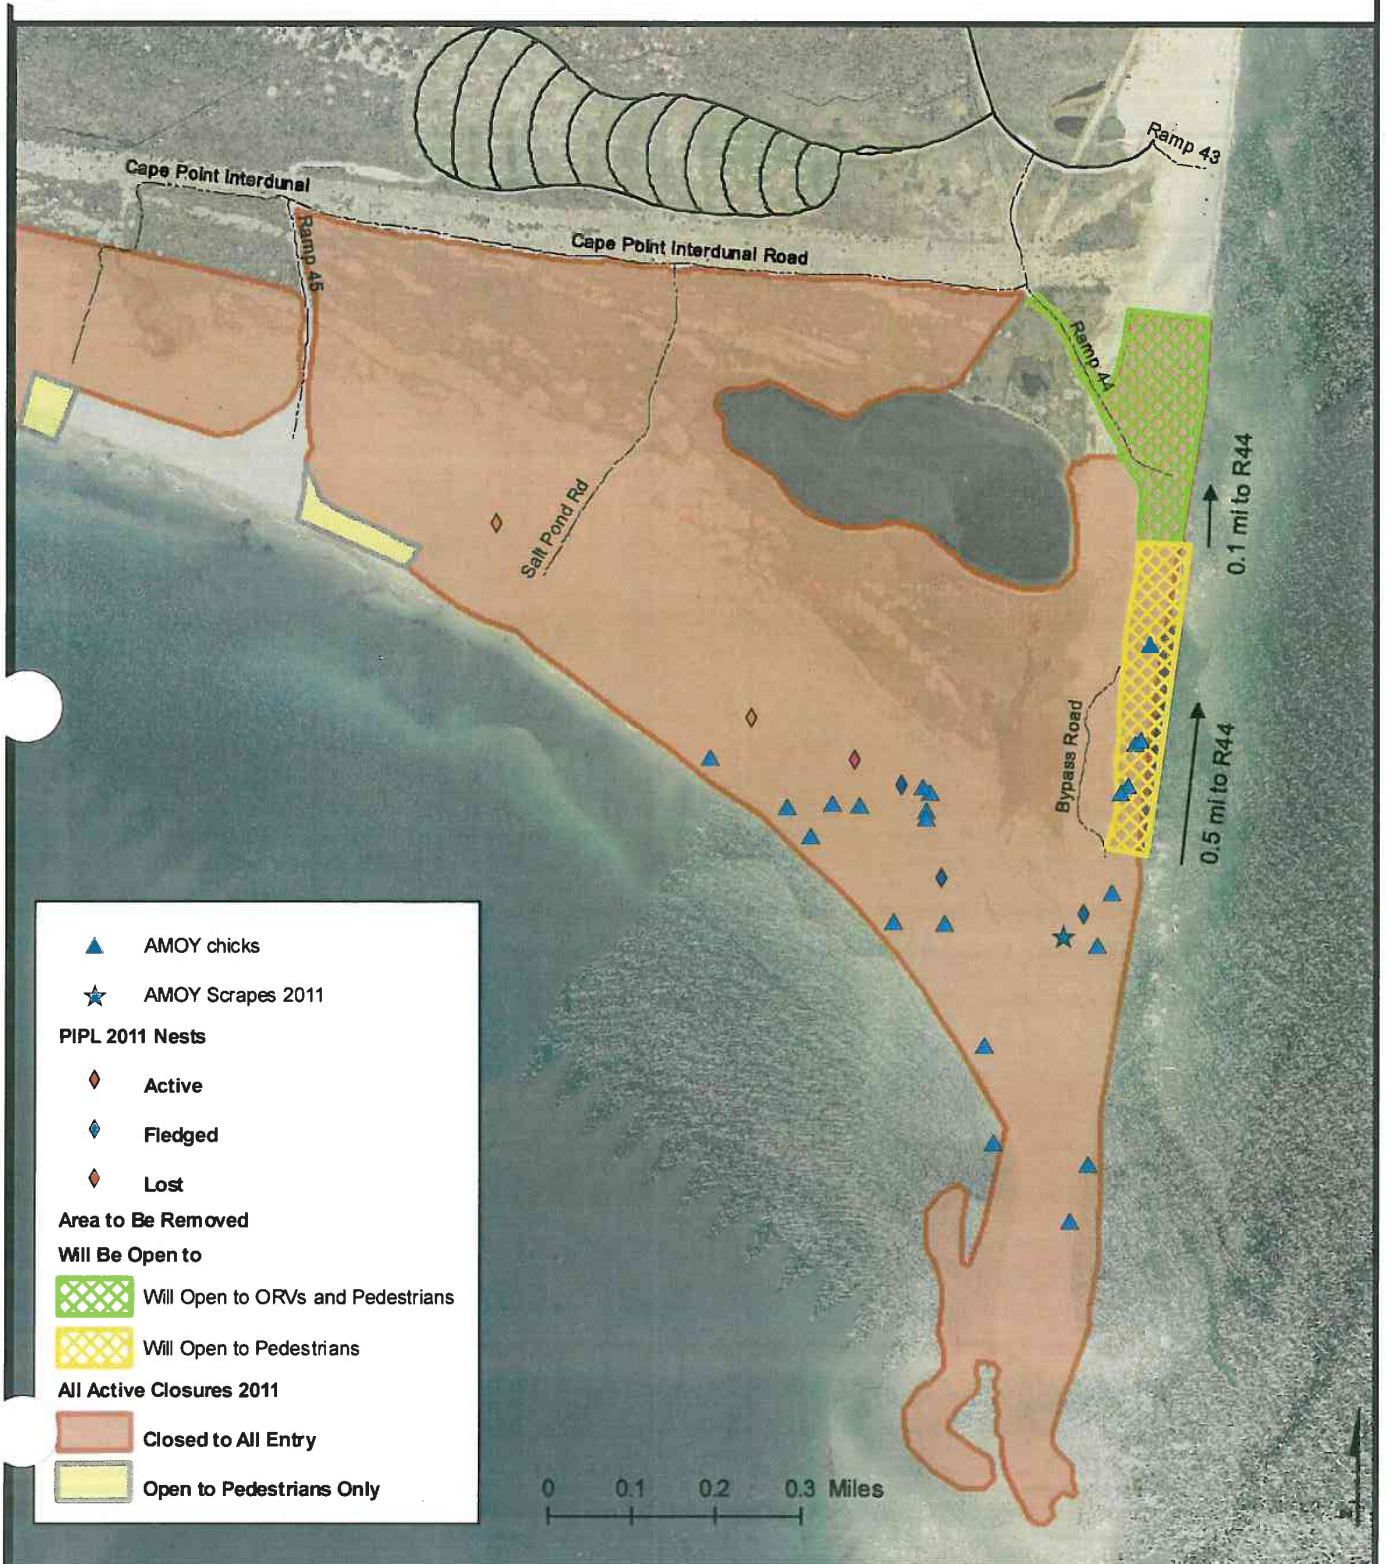 Ramp 43
Cape Point Interdunal
Ramp 45
Cape Point Interdunal Road
Ramp 44
0.1 mi to R44
Salt Pond Rd
Bypass Road
0.5 mi to R44
AMOY chicks
AMOY Scrapes 2011
PIPL 2011 Nests
Active
Fledged
Lost
Area to Be Removed
Will Be Open to
Will Open to ORVs and Pedestrians
Will Open to Pedestrians
All Active Closures 2011
Closed to All Entry
Open to Pedestrians Only
0 0.1 0.2 0.3 Miles